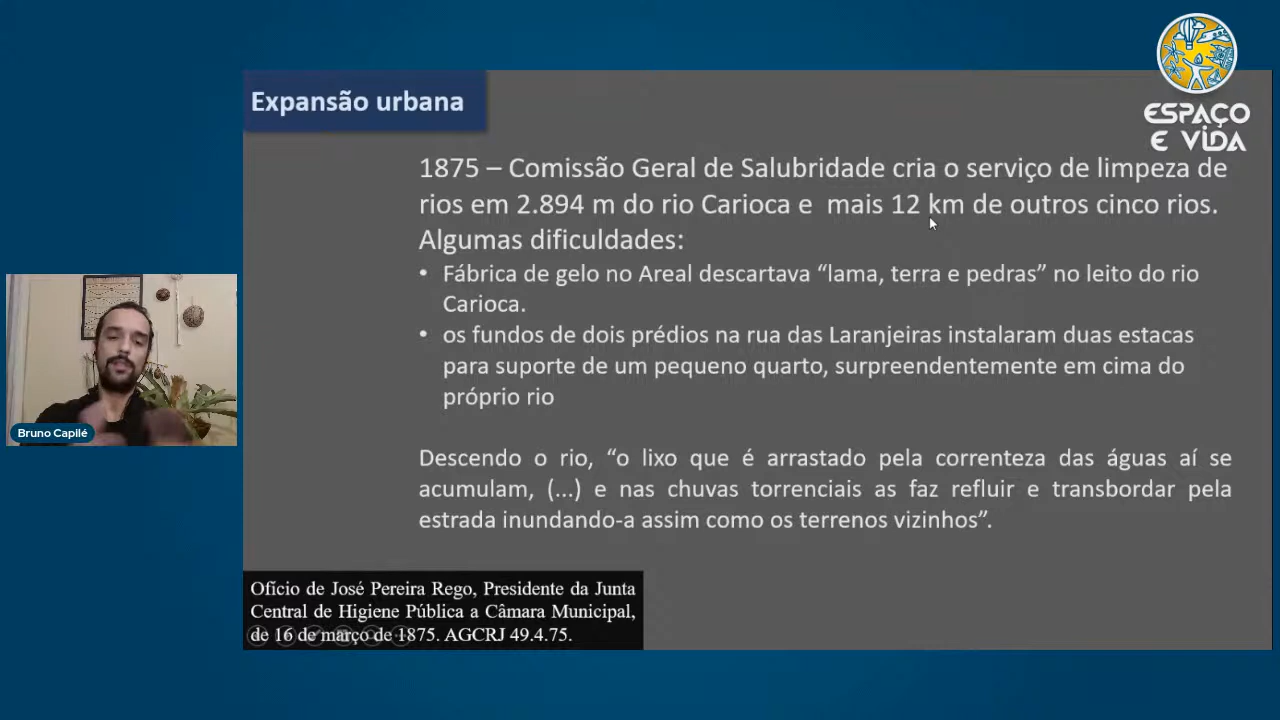 ESPAÇO
E VIDA
Expansão urbana
1875 – Comissão Geral de Salubridade cria o serviço de limpeza de
rios em 2.894 m do rio Carioca e mais 12 km de outros cinco rios.
Algumas dificuldades:
• Fábrica de gelo no Areal descartava “lama, terra e pedras” no leito do rio
Carioca.
• os fundos de dois prédios na rua das Laranjeiras instalaram duas estacas
para suporte de um pequeno quarto, surpreendentemente em cima do
próprio rio
Descendo o rio, “o lixo que é arrastado pela correnteza das águas aí se
acumulam, (...) e nas chuvas torrenciais as faz refluir e transbordar pela
estrada inundando-a assim como os terrenos vizinhos”.
Bruno Capilé
Ofício de José Pereira Rego, Presidente da Junta
Central de Higiene Pública a Câmara Municipal,
de 16 de março de 1875. AGCRJ 49.4.75.